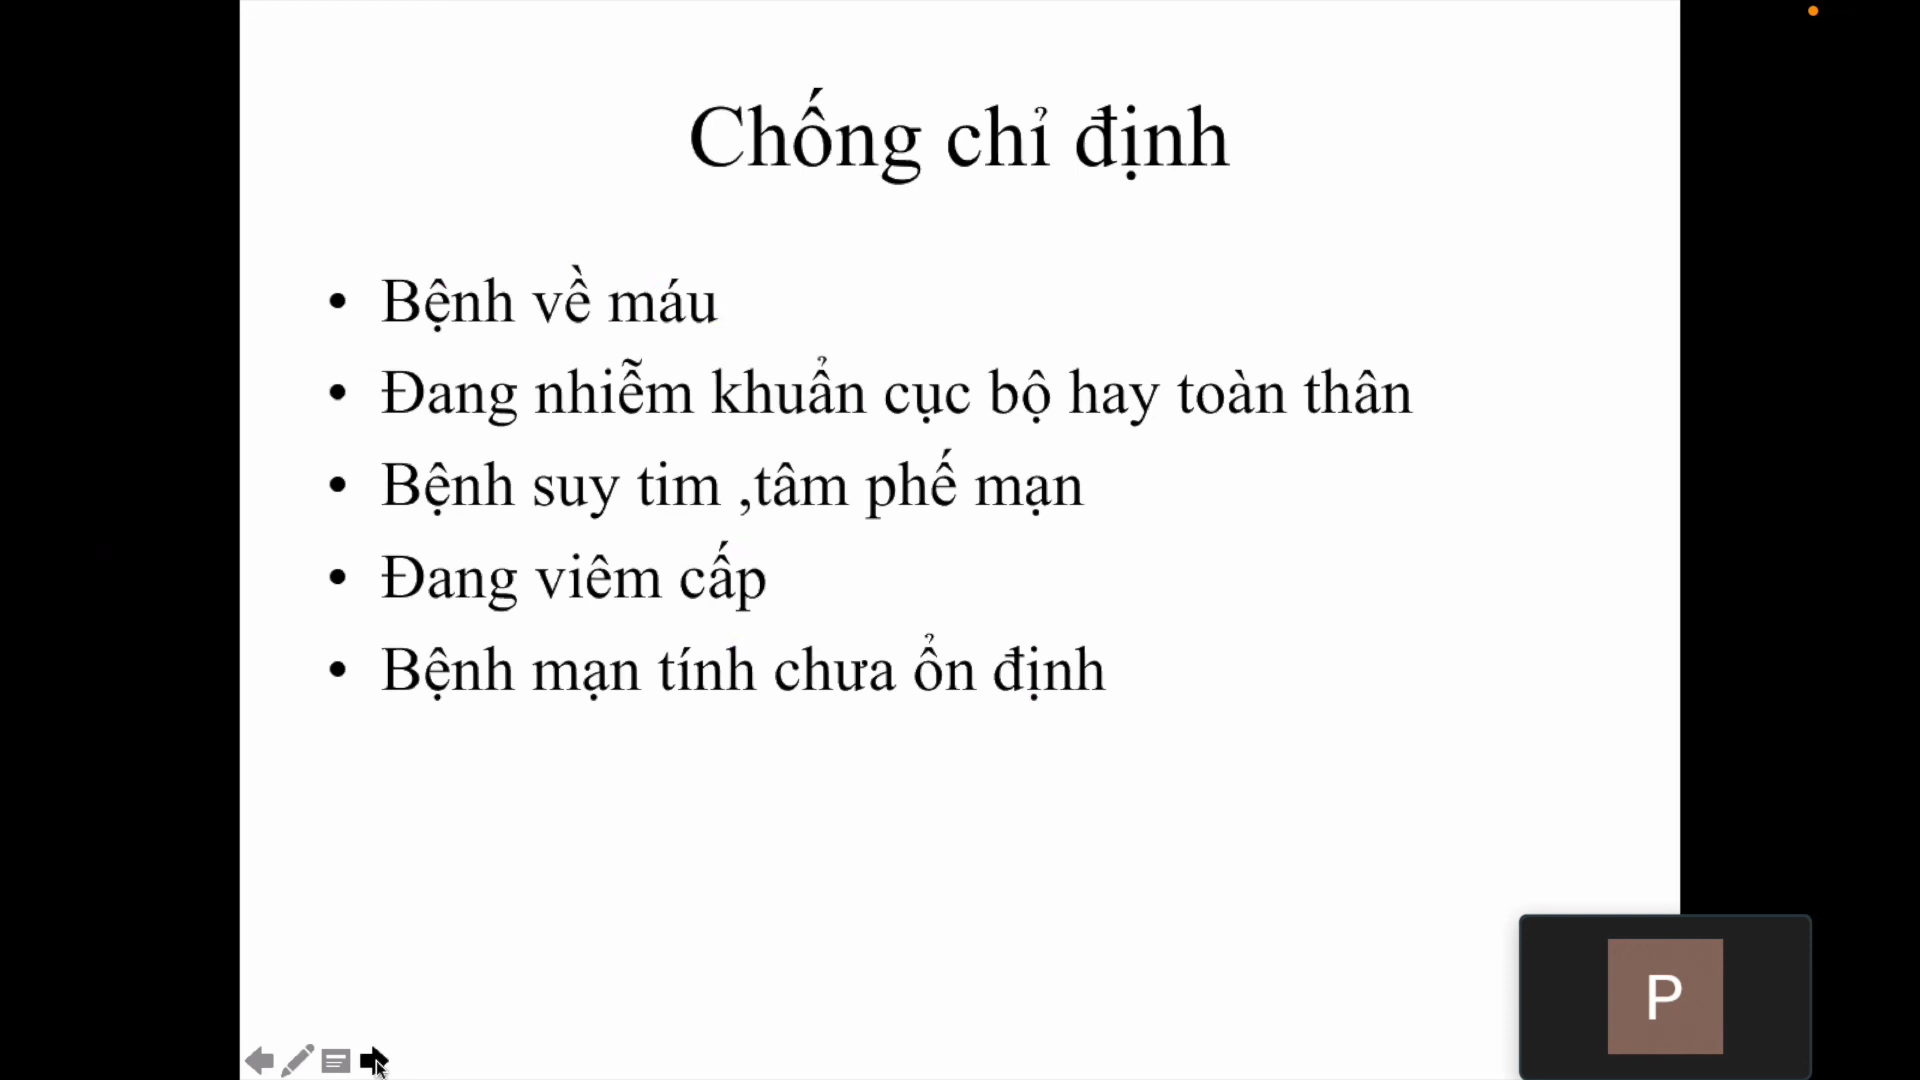 Chống chỉ định
• Bệnh về máu
• Đang nhiễm khuẩn cục bộ hay toàn thân
• Bệnh suy tim ,tâm phế mạn
• Đang viêm cấp
• Bệnh mạn tính chưa ổn định
P